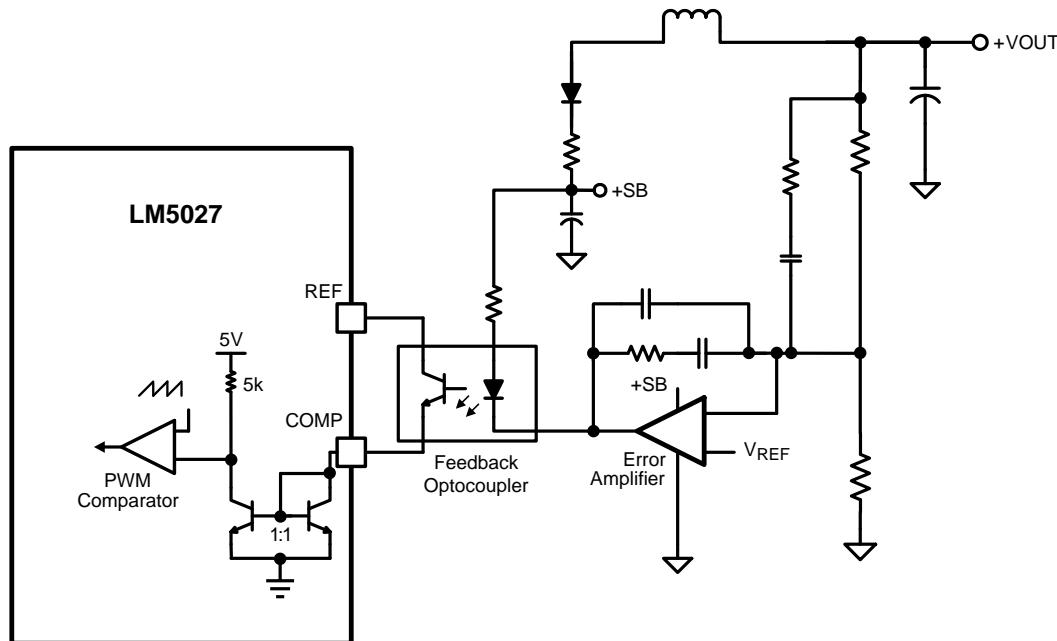 +VOUT
LM5027
+SB
REF
5V
5k
COMP
+SB
PWM
Comparator
Feedback
Optocoupler
Error
Amplifier
VREF
1:1